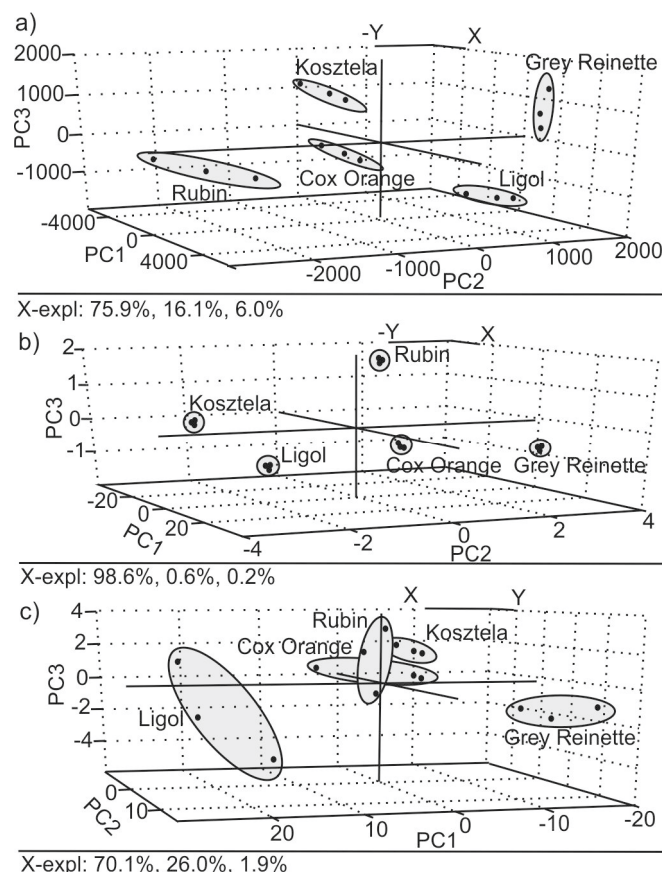 a)
-Y X
Kosztela Grey Reinette
2000
1000
0
-1000
PC3
Rubin Cox Orange Ligol
-4000
0
4000
PC1
-2000 -1000 0 1000 2000
PC2
X-expl: 75.9%, 16.1%, 6.0%
b)
-Y X
2
1
0
-1
PC3
Rubin
Kosztela
Ligol Cox Orange Grey Reinette
-20
0
20
PC1
-4 -2 0 2 4
PC2
X-expl: 98.6%, 0.6%, 0.2%
c)
X Y
4
2
0
-2
-4
PC3
Rubin Kosztela
Cox Orange
Ligol Grey Reinette
0
10
PC2
20 10 0 -10 -20
PC1
X-expl: 70.1%, 26.0%, 1.9%